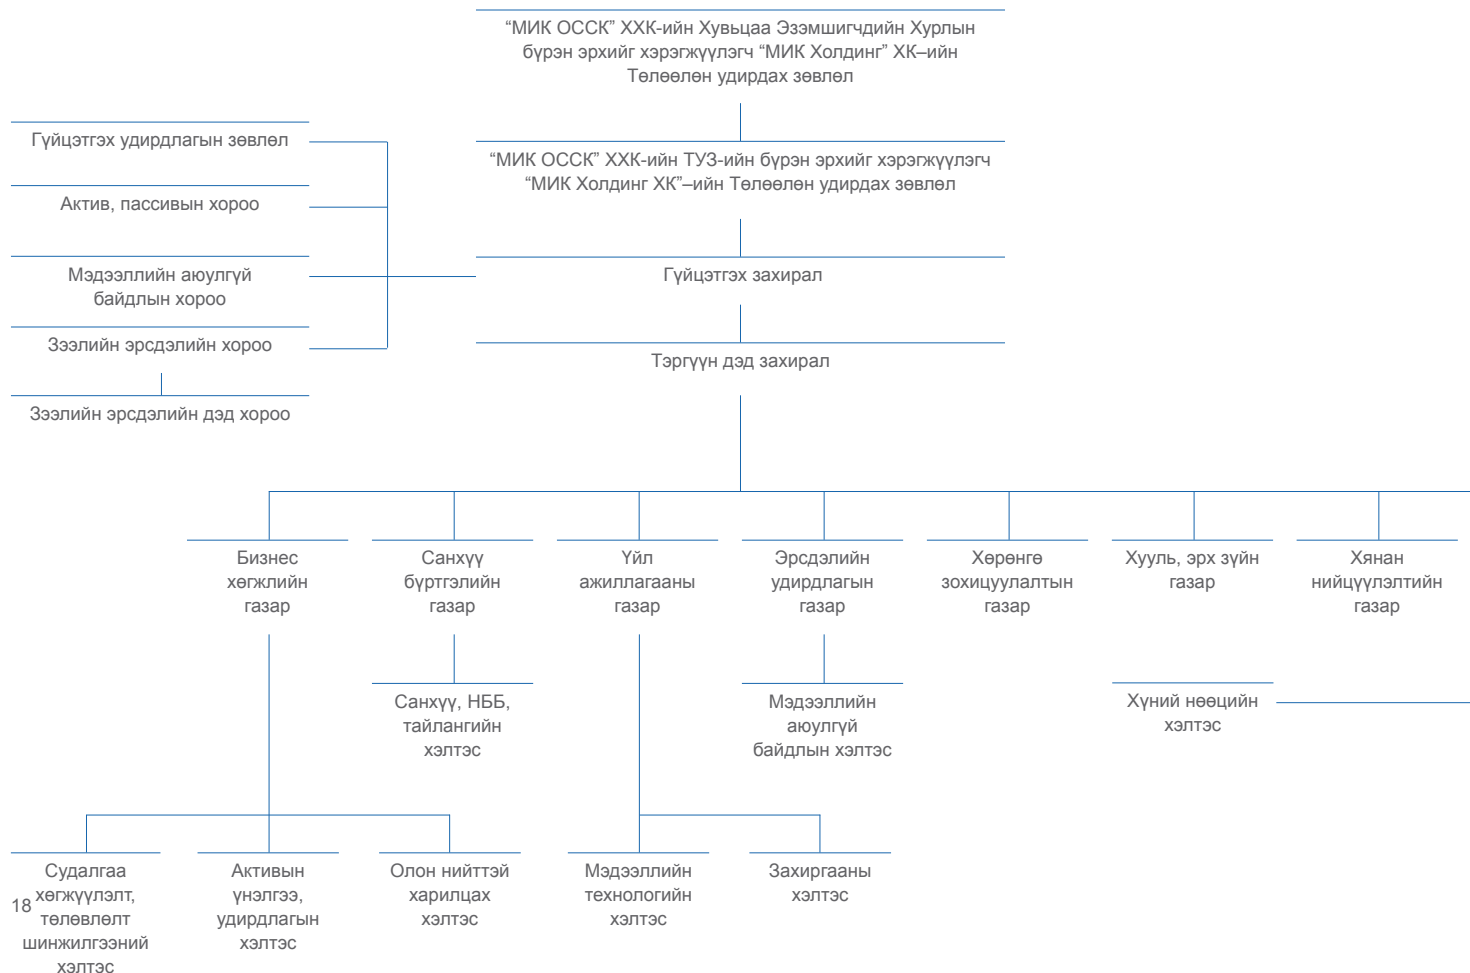 “МИК ОССК” ХХК-ийн Хувьцаа Эзэмшигчдийн Хурлын
бүрэн эрхийг хэрэгжүүлэгч “МИК Холдинг” ХК–ийн
Төлөөлөн удирдах зөвлөл
“МИК ОССК” ХХК-ийн ТУЗ-ийн бүрэн эрхийг хэрэгжүүлэгч
“МИК Холдинг ХК”–ийн Төлөөлөн удирдах зөвлөл
Гүйцэтгэх захирал
Тэргүүн дэд захирал
Гүйцэтгэх удирдлагын зөвлөл
Актив, пассивын хороо
Мэдээллийн аюулгүй
байдлын хороо
Зээлийн эрсдэлийн хороо
Зээлийн эрсдэлийн дэд хороо
Бизнес
хөгжлийн
газар
Санхүү
бүртгэлийн
газар
Үйл
ажиллагааны
газар
Эрсдэлийн
удирдлагын
газар
Хөрөнгө
зохицуулалтын
газар
Хууль, эрх зүйн
газар
Хянан
нийцүүлэлтийн
газар
Санхүү, НББ,
тайлангийн
хэлтэс
Мэдээллийн
аюулгүй
байдлын хэлтэс
Хүний нөөцийн
хэлтэс
Судалгаа
хөгжүүлэлт,
төлөвлөлт
шинжилгээний
хэлтэс
Активын
үнэлгээ,
удирдлагын
хэлтэс
Олон нийттэй
харилцах
хэлтэс
Мэдээллийн
технологийн
хэлтэс
Захиргааны
хэлтэс
18